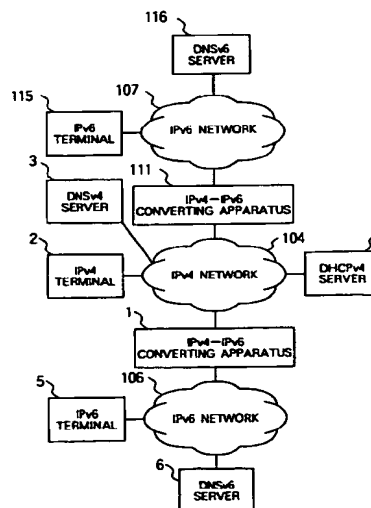 116
DNSv6
SERVER
115
107
IPv6
TERMINAL
IPv6 NETWORK
3
111
DNSv4
SERVER
IPv4-IPv6
CONVERTING APPARATUS
2
104
IPv4
TERMINAL
IPv4 NETWORK
DHCPv4
SERVER
1
IPv4-IPv6
CONVERTING APPARATUS
5
106
IPv6
TERMINAL
IPv6 NETWORK
6
DNSv6
SERVER